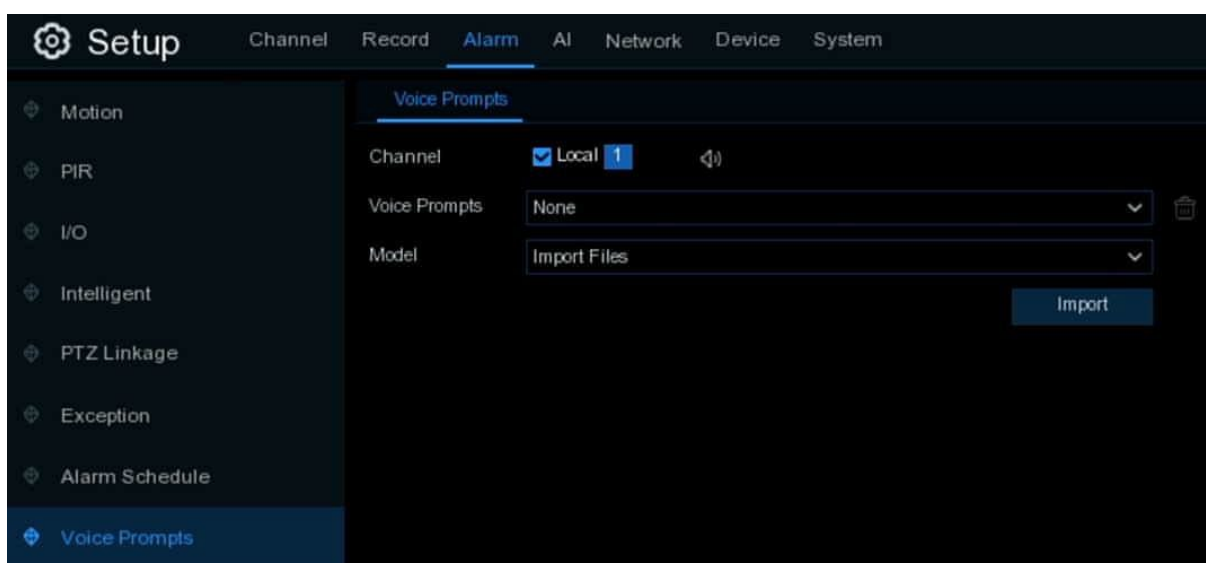 Setup Channel Record Alarm AI Network Device System
Motion
PIR
I/O
Intelligent
PTZ Linkage
Exception
Alarm Schedule
Voice Prompts
Voice Prompts
Channel Local 1
Voice Prompts None
Model Import Files
Import